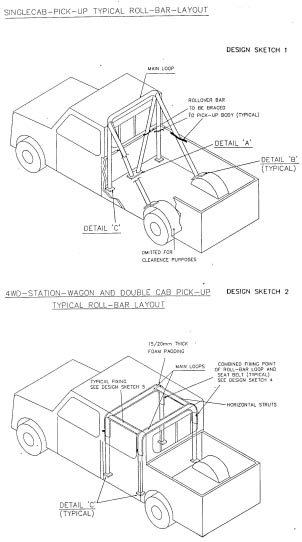 SINGLECAB-PICK-UP TYPICAL ROLL-BAR-LAYOUT
DESIGN SKETCH 1
MAIN LOOP
ROLLOVER BAR
TO BE BRACED
TO PICK-UP BODY (TYPICAL)
DETAIL 'A'
DETAIL 'B'
(TYPICAL)
DETAIL 'C'
OMITTED FOR
CLEARENCE PURPOSES
4WD-STATION-WAGON AND DOUBLE CAB PICK-UP
TYPICAL ROLL-BAR LAYOUT
DESIGN SKETCH 2
15/20mm THICK
FOAM PADDING
MAIN LOOPS
COMBINED FIXING POINT
OF ROLL-BAR LOOP AND
SEAT BELT (TYPICAL)
SEE DESIGN SKETCH 4
TYPICAL FIXING
SEE DESIGN SKETCH 5
HORIZONTAL STRUTS
DETAIL 'C'
(TYPICAL)